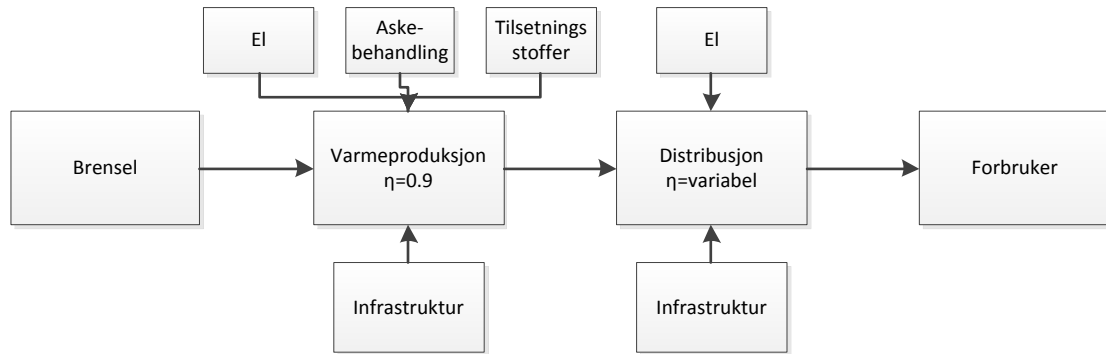 El
Aske-
behandling
Tilsetnings
stoffer
El
Brensel
Varmeproduksjon
η=0.9
Distribusjon
η=variabel
Forbruker
Infrastruktur
Infrastruktur